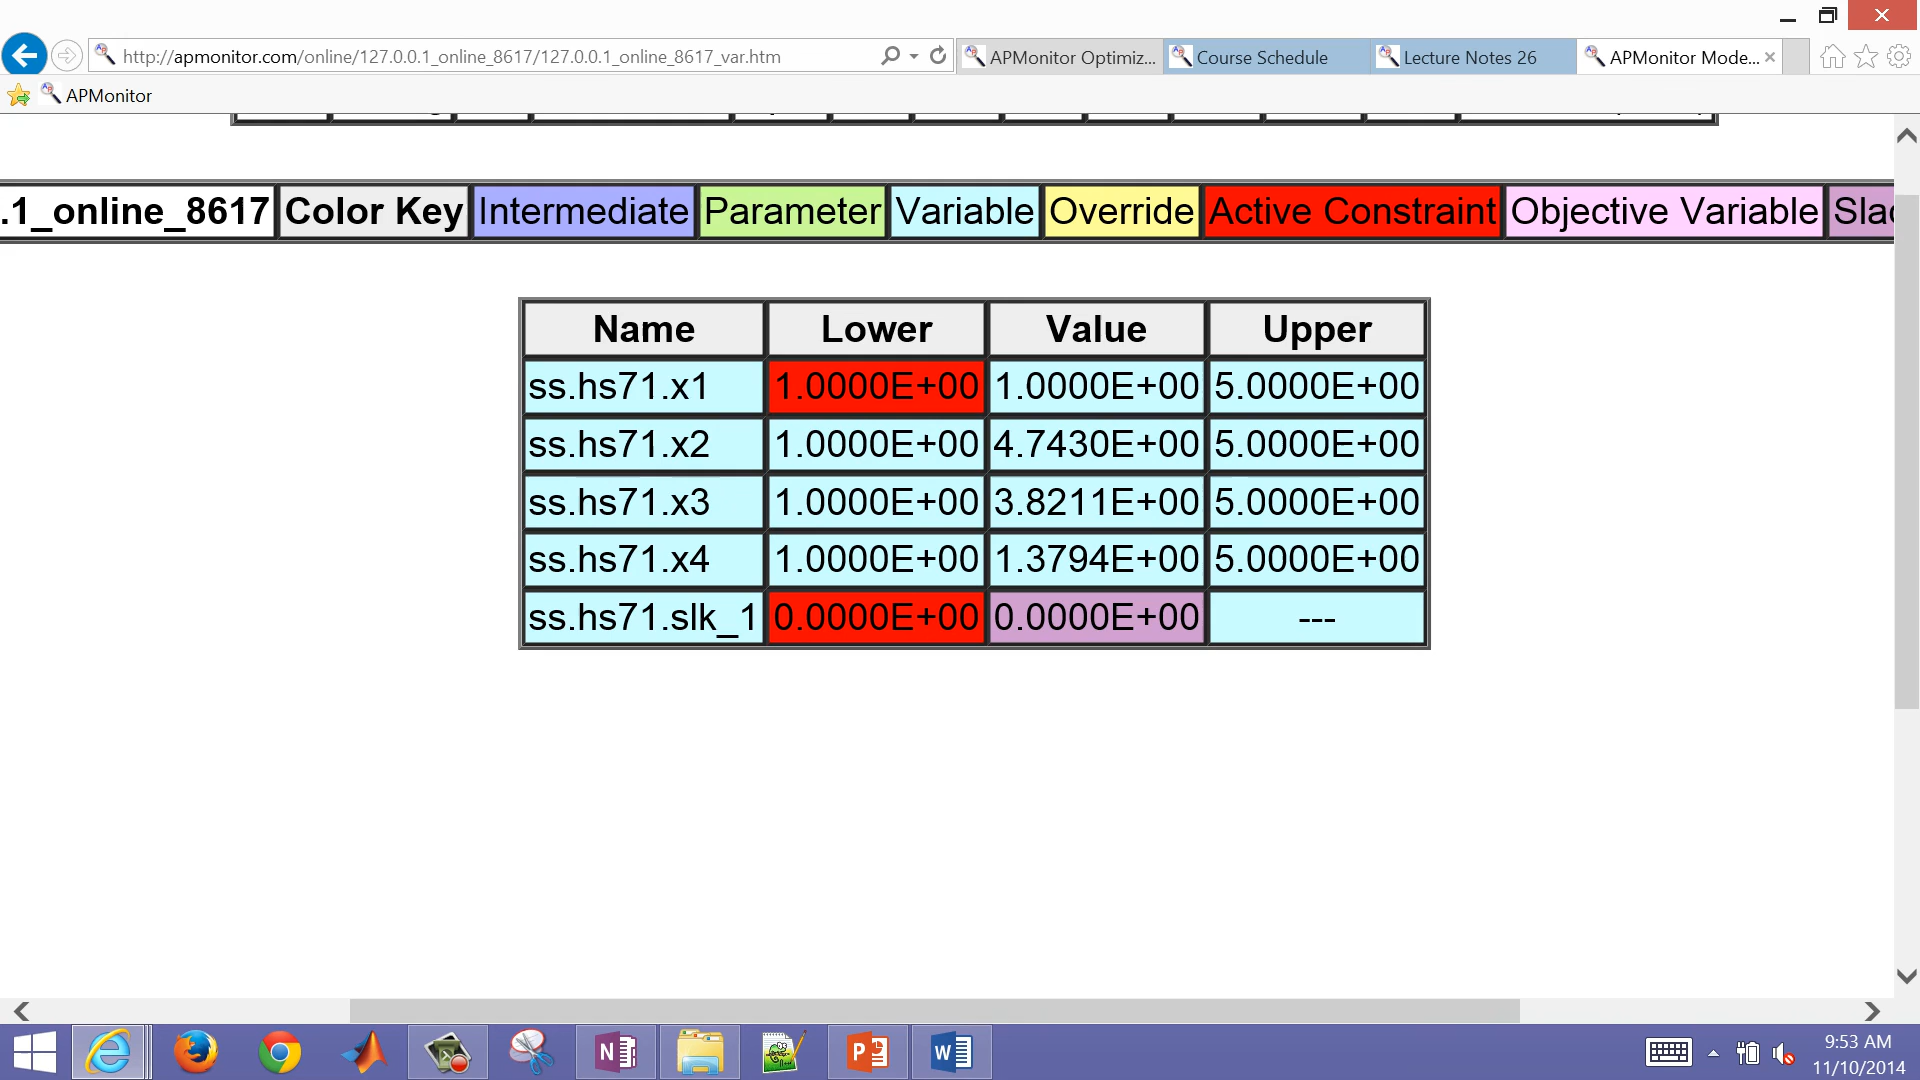 http://apmonitor.com/online/127.0.0.1_online_8617/127.0.0.1_online_8617_var.htm
APMonitor Optimiz...
Course Schedule
Lecture Notes 26
APMonitor Mode...
APMonitor
.1_online_8617 Color Key Intermediate Parameter Variable Override Active Constraint Objective Variable
Name Lower Value Upper
ss.hs71.x1 1.0000E+00 1.0000E+00 5.0000E+00
ss.hs71.x2 1.0000E+00 4.7430E+00 5.0000E+00
ss.hs71.x3 1.0000E+00 3.8211E+00 5.0000E+00
ss.hs71.x4 1.0000E+00 1.3794E+00 5.0000E+00
ss.hs71.slk_1 0.0000E+00 0.0000E+00 ---
9:53 AM
11/10/2014